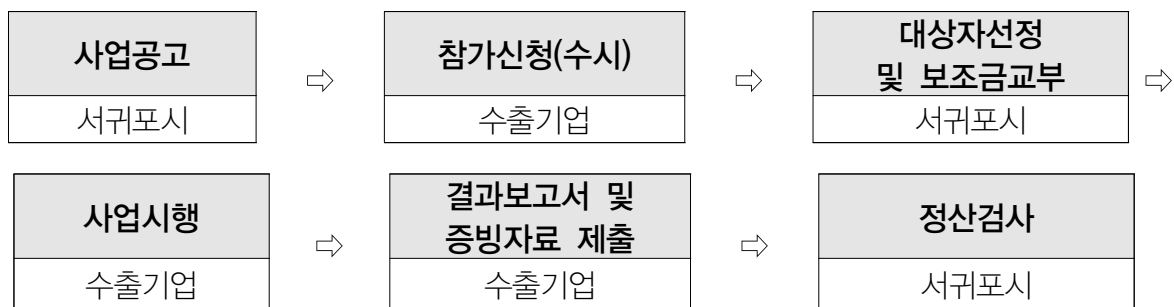 사업공고
서귀포시
⇨
참가신청(수시)
수출기업
⇨
대상자선정
및 보조금교부
서귀포시
⇨
사업시행
수출기업
⇨
결과보고서 및
증빙자료 제출
수출기업
⇨
정산검사
서귀포시